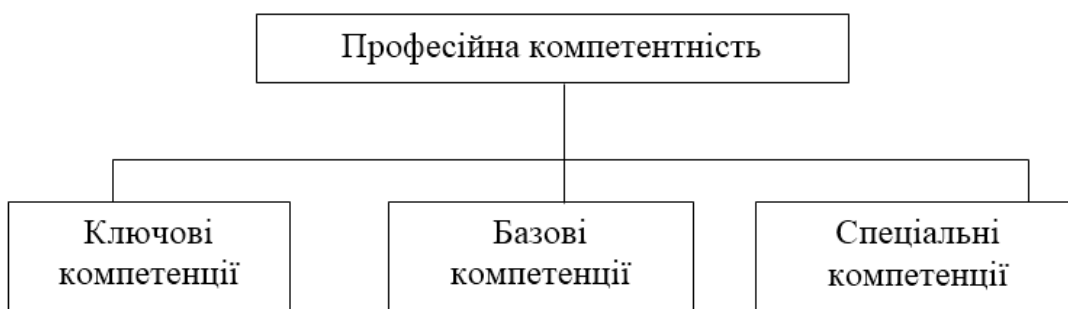 Професійна компетентність
Ключові
компетенції
Базові
компетенції
Спеціальні
компетенції